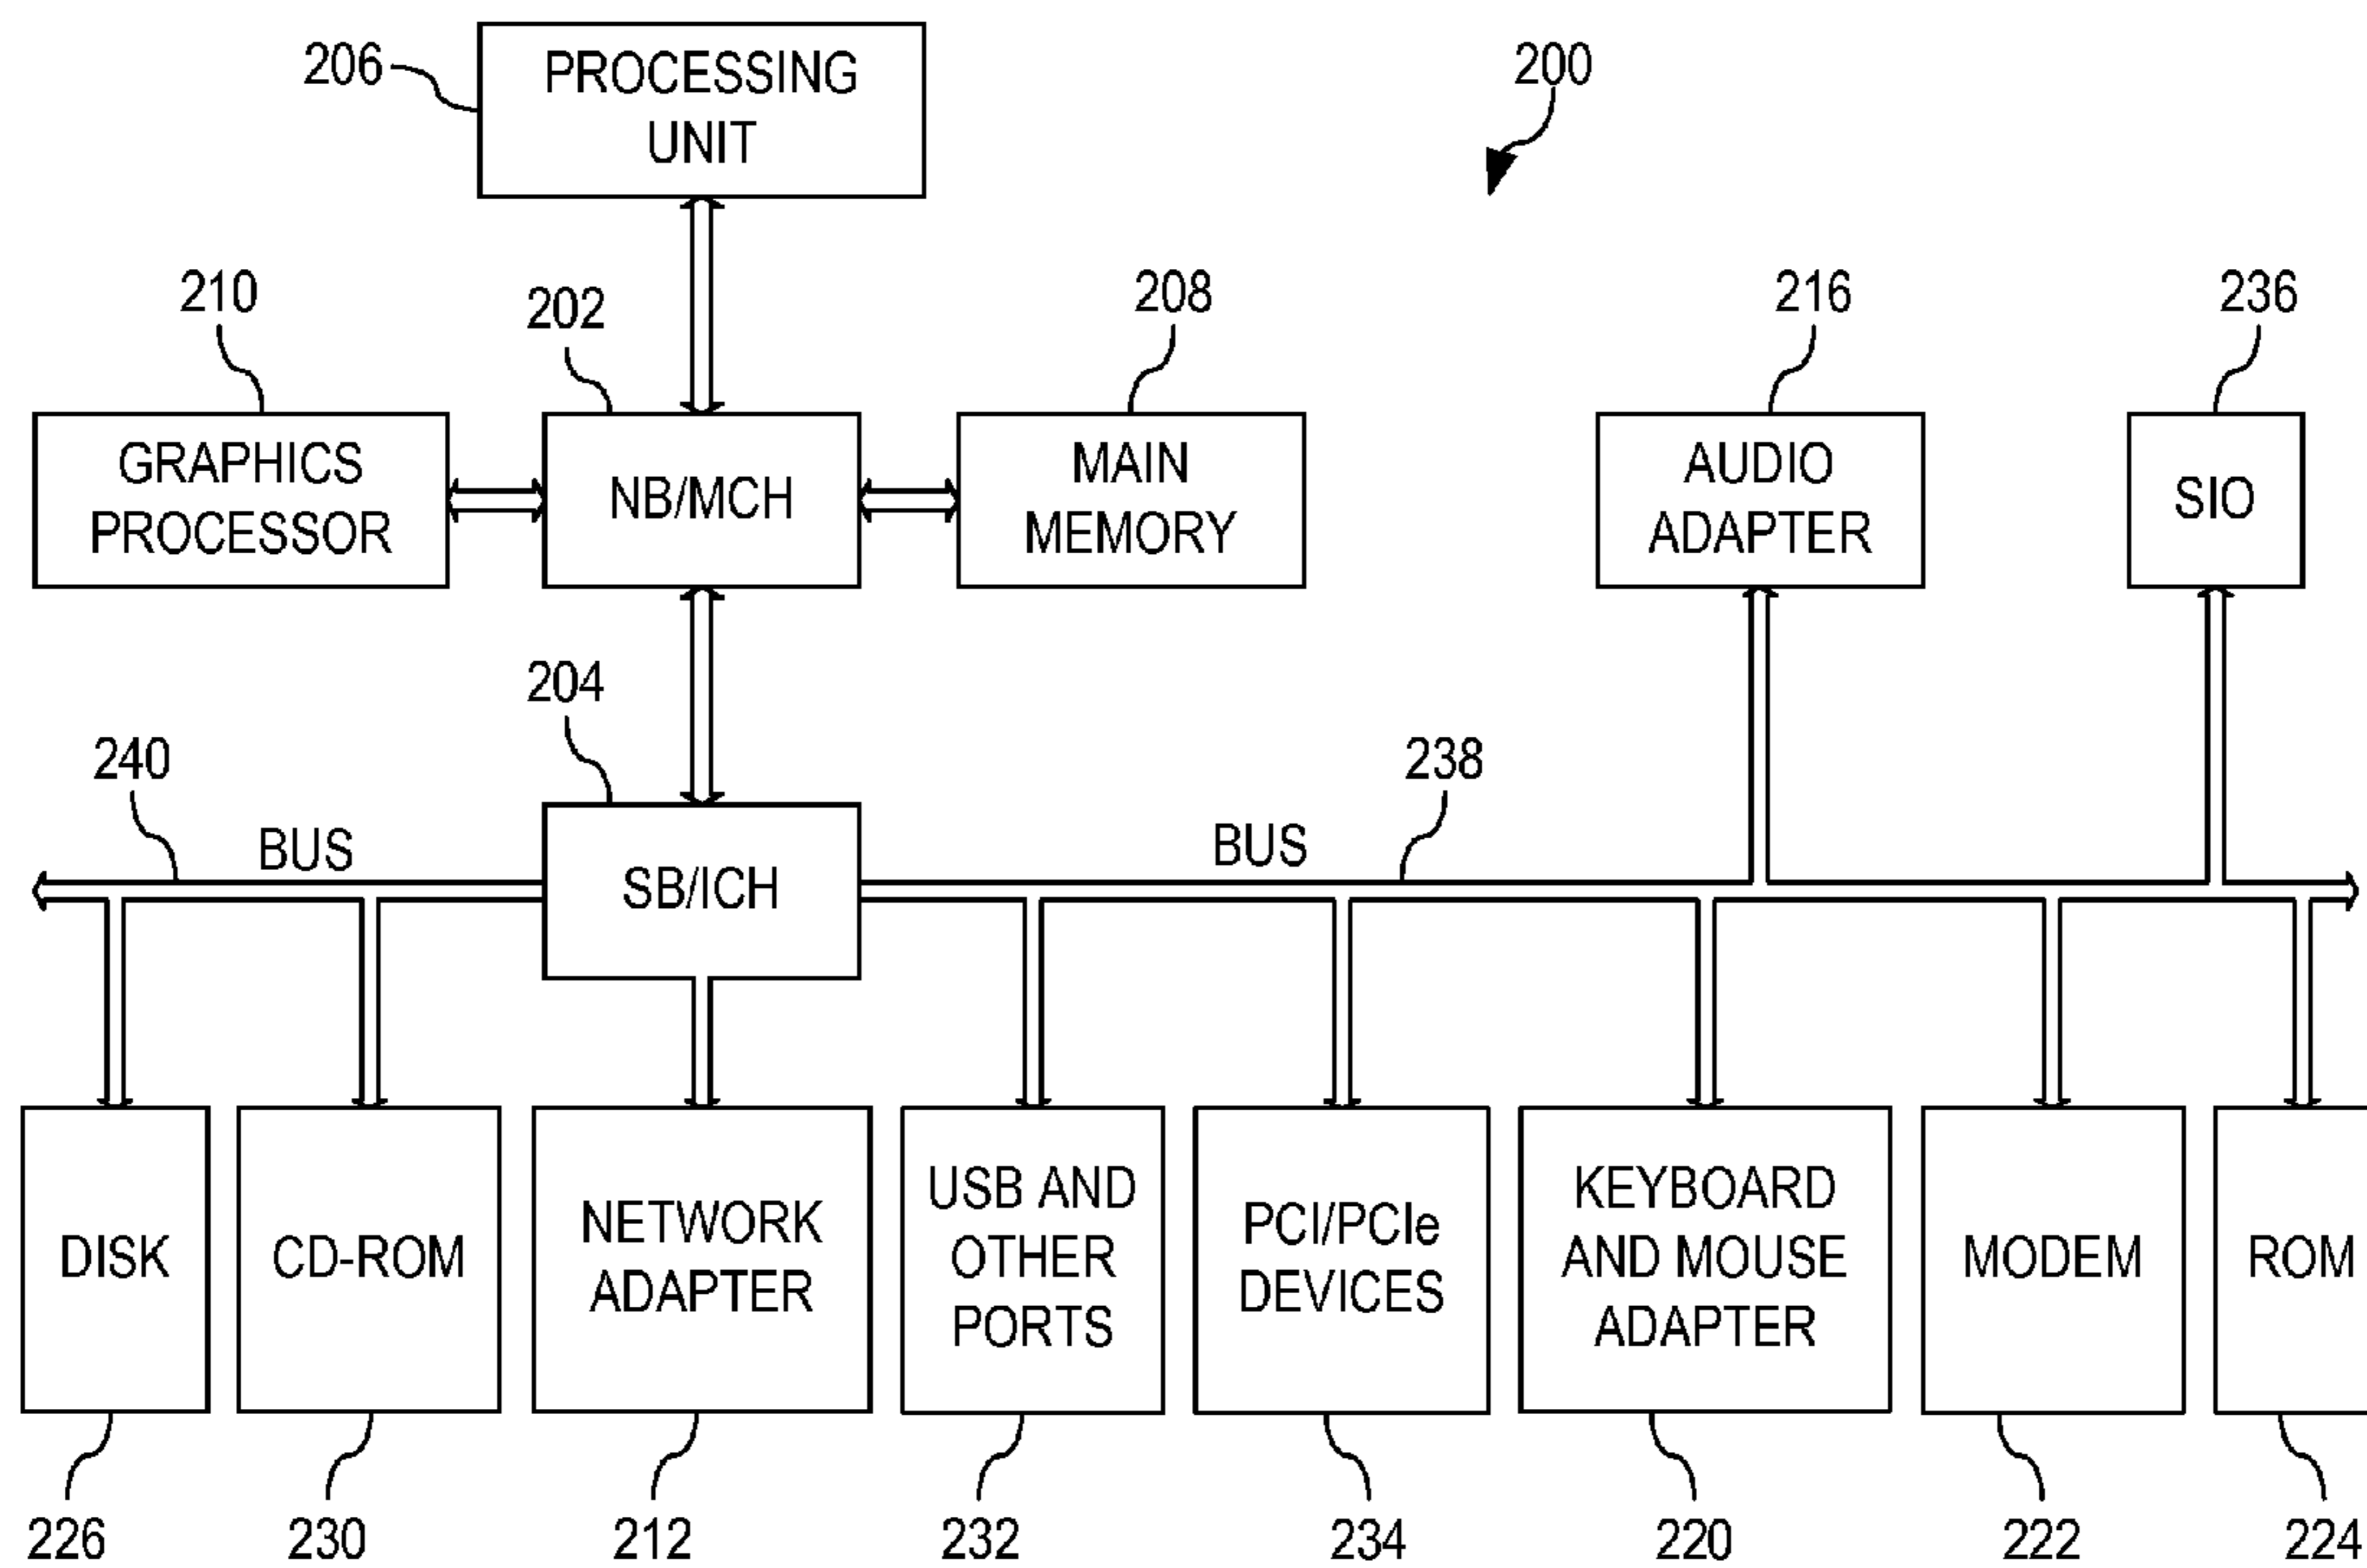 206
PROCESSING
UNIT
200
210
202
208
216
236
GRAPHICS
PROCESSOR
NB/MCH
MAIN
MEMORY
AUDIO
ADAPTER
SIO
204
240
238
BUS
BUS
SB/ICH
DISK
CD-ROM
NETWORK
ADAPTER
USB AND
OTHER
PORTS
PCI/PCIe
DEVICES
KEYBOARD
AND MOUSE
ADAPTER
MODEM
ROM
226
230
212
232
234
220
222
224